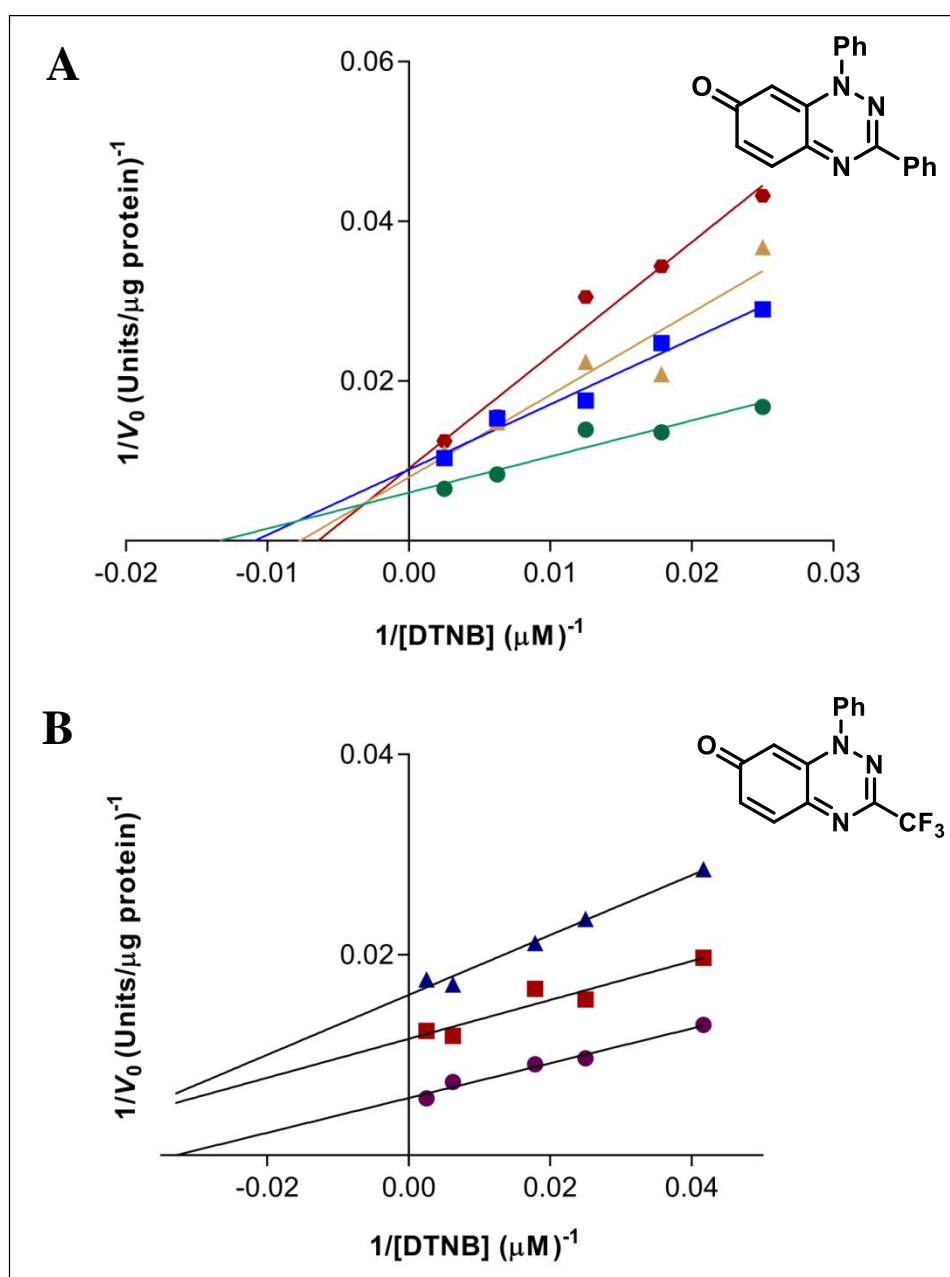 A
Ph
O
N
N
N
Ph
0.06
0.04
0.02
1/V₀ (Units/μg protein)⁻¹
-0.02 -0.01 0.00 0.01 0.02 0.03
1/[DTNB] (μM)⁻¹
B
Ph
O
N
N
N
CF₃
0.04
0.02
1/V₀ (Units/μg protein)⁻¹
-0.02 0.00 0.02 0.04
1/[DTNB] (μM)⁻¹